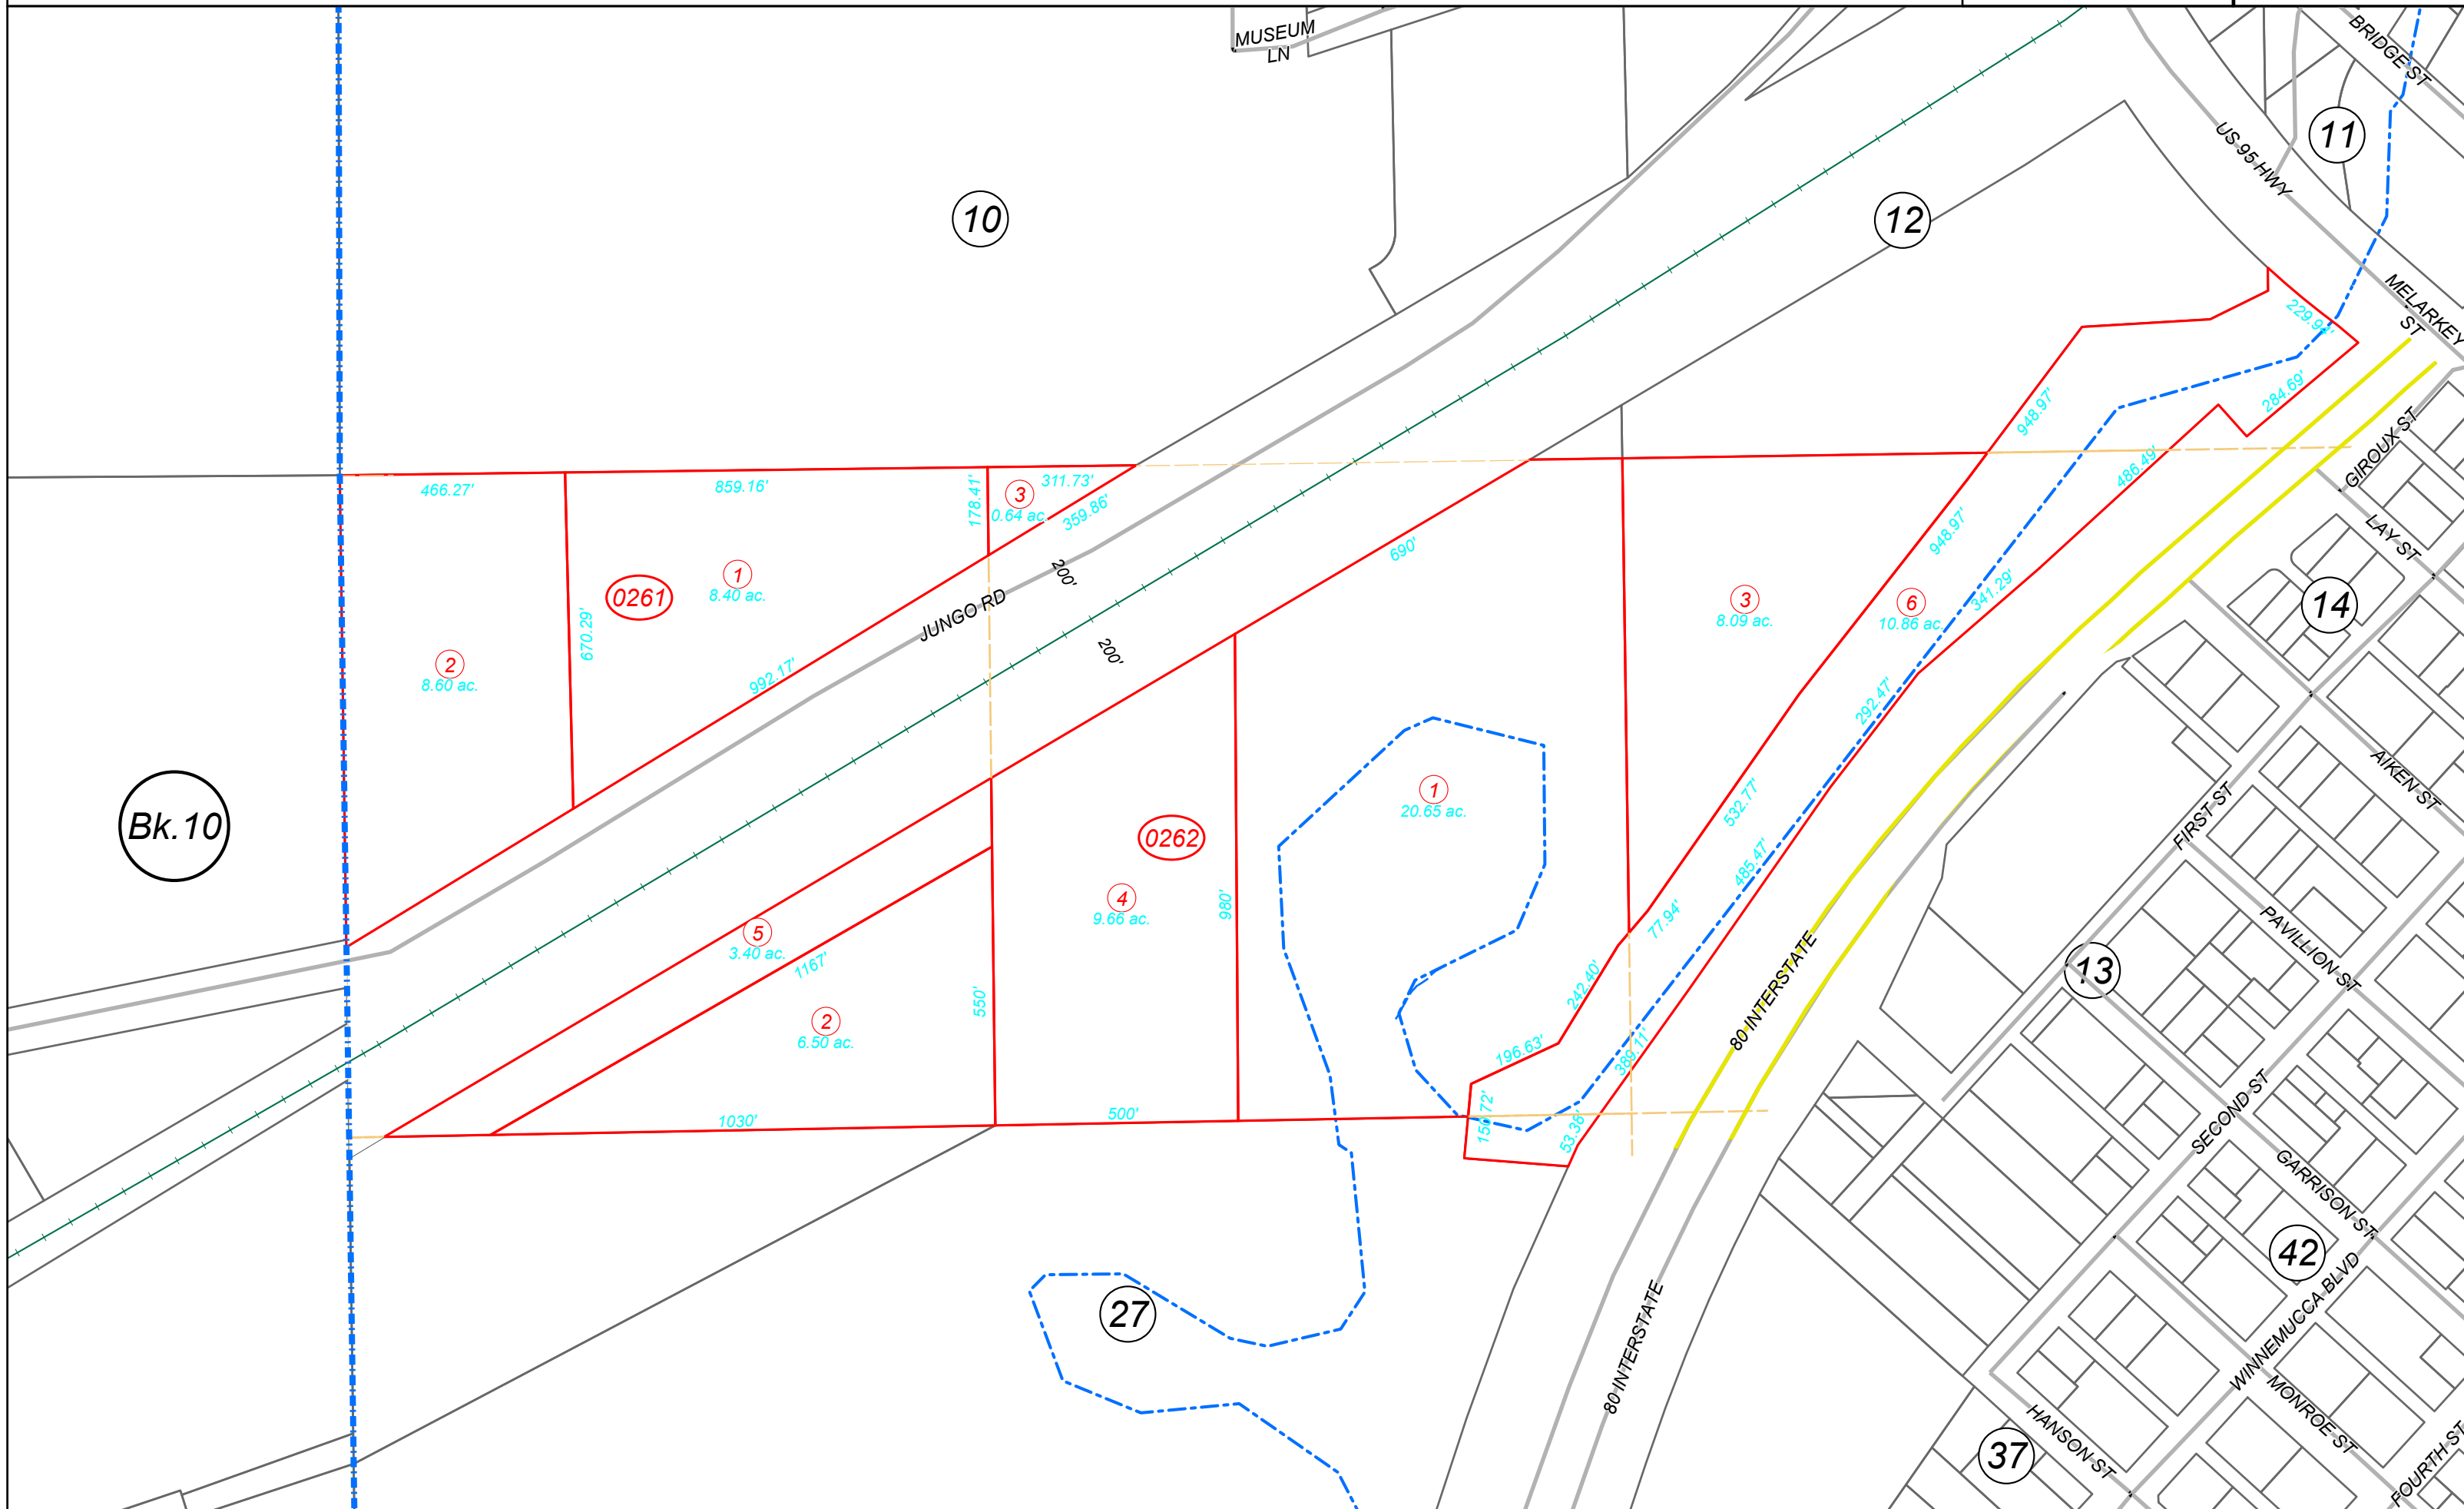 MUSEUM
LN
BRIDGE ST
11
US 95 HWY
10
12
MELARKEY
ST
229.99'
284.69'
948.97'
GIROUX ST
486.49'
466.27'
859.16'
178.41'
3
0.64 ac.
311.73'
359.86'
200'
690'
948.97'
LAY ST
1
8.40 ac.
0261
670.29'
JUNGO RD
3
8.09 ac.
6
10.86 ac.
341.29'
14
2
8.60 ac.
992.17'
200'
292.47'
AIKEN ST
1
20.65 ac.
532.77'
FIRST ST
Bk.10
0262
485.47'
4
9.66 ac.
980'
77.94'
PAVILLION ST
5
3.40 ac.
1167'
242.40'
80 INTERSTATE
13
550'
2
6.50 ac.
196.63'
389.11'
1030'
500'
53.38'
SECOND ST
GARRISON ST
42
27
80 INTERSTATE
WINNEMUCCA BLVD
MONROE ST
HANSON ST
37
FOURTH ST